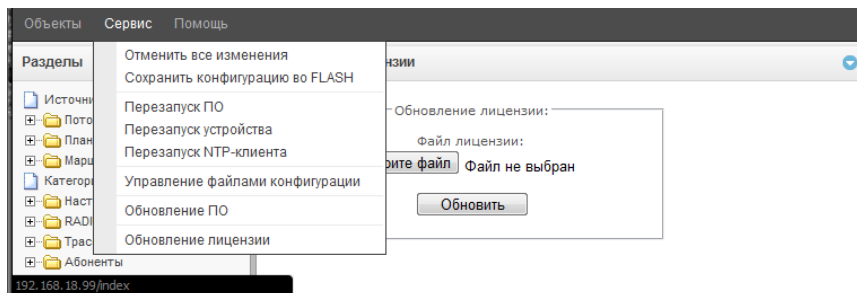 Объекты Сервис Помощь
Разделы
Отменить все изменения
Сохранить конфигурацию во FLASH
Перезапуск ПО
Перезапуск устройства
Перезапуск NTP-клиента
Управление файлами конфигурации
Обновление ПО
Обновление лицензии
Абоненты
192.168.18.99/index
Обновление лицензии:
Файл лицензии:
файл Файл не выбран
Обновить